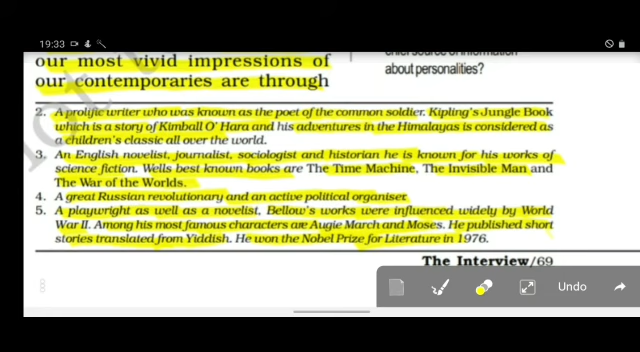 19:33
our most vivid impressions of
our contemporaries are through
chief source of information
about personalities?
2. A prolific writer who was known as the poet of the common soldier. Kipling's Jungle Book
which is a story of Kimball O' Hara and his adventures in the Himalayas is considered as
a children's classic all over the world.
3. An English novelist, journalist, sociologist and historian he is known for his works of
science fiction. Wells best known books are The Time Machine, The Invisible Man and
The War of the Worlds.
4. A great Russian revolutionary and an active political organiser.
5. A playwright as well as a novelist, Bellow's works were influenced widely by World
War II. Among his most famous characters are Augie March and Moses. He published short
stories translated from Yiddish. He won the Nobel Prize for Literature in 1976.
The Interview/69
Undo